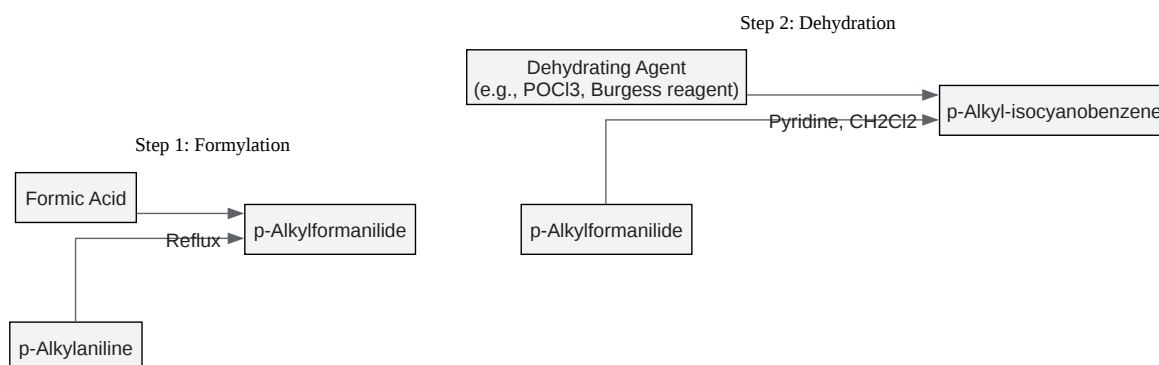 Step 1: Formylation
Formic Acid
p-Alkylformanilide
Reflux
p-Alkylaniline
Step 2: Dehydration
Dehydrating Agent
(e.g., POCl3, Burgess reagent)
p-Alkyl-isocyanobenzene
Pyridine, CH2Cl2
p-Alkylformanilide